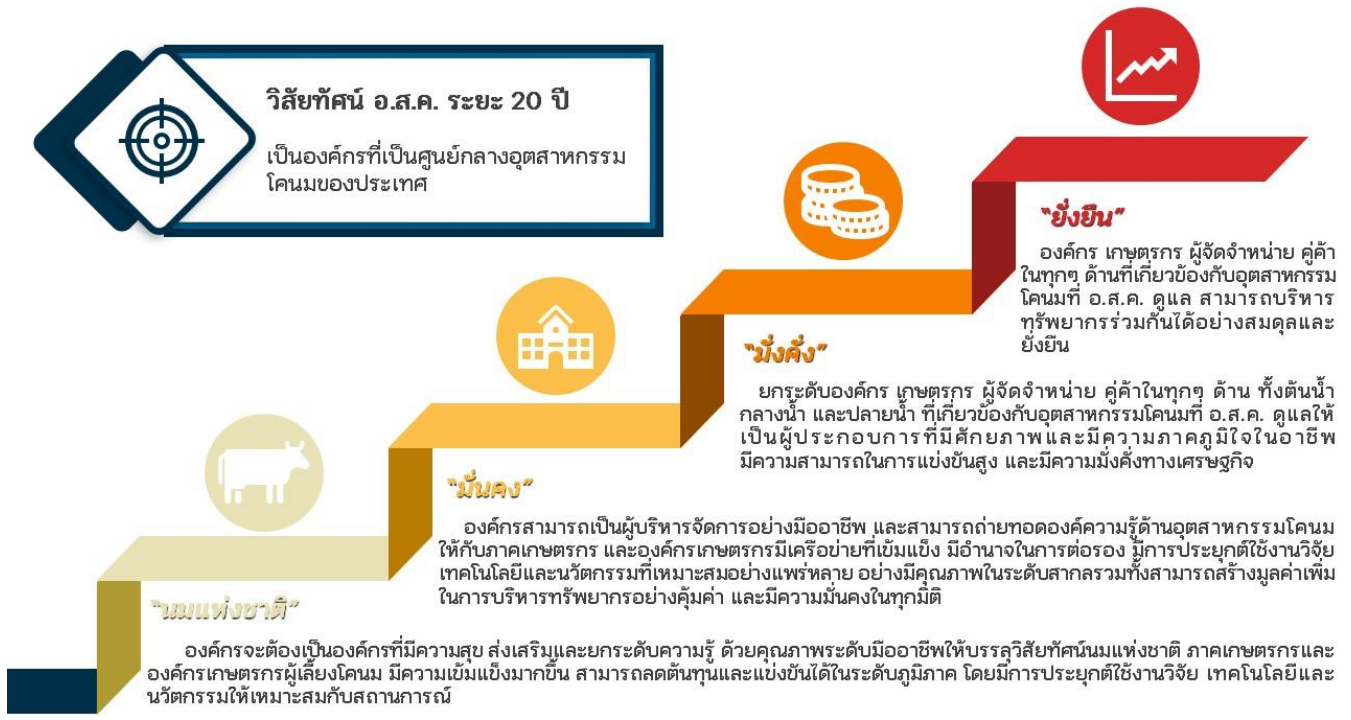 วิสัยทัศน์ อ.ส.ค. ระยะ 20 ปี
เป็นองค์กรที่เป็นศูนย์กลางอุตสาหกรรม
โคนมของประเทศ
"ยั่งยืน"
องค์กร เกษตรกร ผู้จัดจำหน่าย คู่ค้า
ในทุกๆ ด้านที่เกี่ยวข้องกับอุตสาหกรรม
โคนมที่ อ.ส.ค. ดูแล สามารถบริหาร
ทรัพยากรร่วมกันได้อย่างสมดุลและ
ยั่งยืน
"มั่งคั่ง"
ยกระดับองค์กร เกษตรกร ผู้จัดจำหน่าย คู่ค้าในทุกๆ ด้าน ทั้งต้นน้ำ
กลางน้ำ และปลายน้ำ ที่เกี่ยวข้องกับอุตสาหกรรมโคนมที่ อ.ส.ค. ดูแลให้
เป็นผู้ประกอบการที่มีศักยภาพและมีความภาคภูมิใจในอาชีพ
มีความสามารถในการแข่งขันสูง และมีความมั่งคั่งทางเศรษฐกิจ
"มั่นคง"
องค์กรสามารถเป็นผู้บริหารจัดการอย่างมืออาชีพ และสามารถถ่ายทอดองค์ความรู้ด้านอุตสาหกรรมโคนม
ให้กับภาคเกษตรกร และองค์กรเกษตรกรมีเครือข่ายที่เข้มแข็ง มีอำนาจในการต่อรอง มีการประยุกต์ใช้งานวิจัย
เทคโนโลยีและนวัตกรรมที่เหมาะสมอย่างแพร่หลาย อย่างมีคุณภาพในระดับสากลรวมทั้งสามารถสร้างมูลค่าเพิ่ม
ในการบริหารทรัพยากรอย่างคุ้มค่า และมีความมั่นคงในทุกมิติ
"นมแห่งชาติ"
องค์กรจะต้องเป็นองค์กรที่มีความสุข ส่งเสริมและยกระดับความรู้ ด้วยคุณภาพระดับมืออาชีพให้บรรลุวิสัยทัศน์นมแห่งชาติ ภาคเกษตรกรและ
องค์กรเกษตรกรผู้เลี้ยงโคนม มีความเข้มแข็งมากขึ้น สามารถลดต้นทุนและแข่งขันได้ในระดับภูมิภาค โดยมีการประยุกต์ใช้งานวิจัย เทคโนโลยีและ
นวัตกรรมให้เหมาะสมกับสถานการณ์